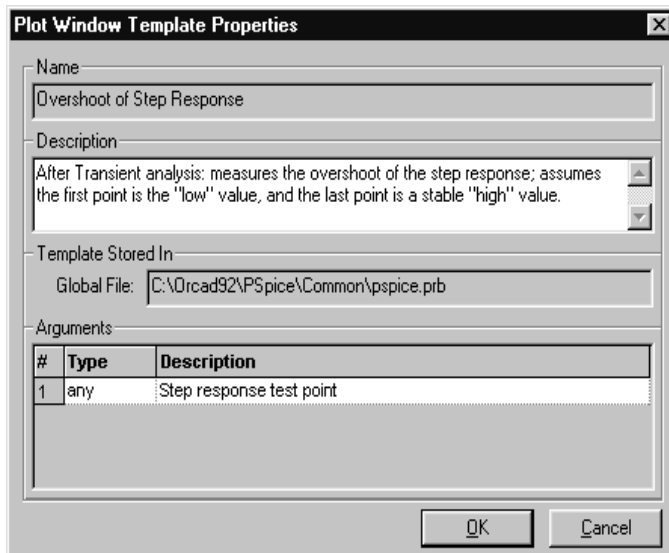 Plot Window Template Properties
Name
Overshoot of Step Response
Description
After Transient analysis: measures the overshoot of the step response; assumes
the first point is the "low" value, and the last point is a stable "high" value.
Template Stored In
Global File: C:\Orcad92\PSpice\Common\pspice.prb
Arguments
# Type Description
1 any Step response test point
OK Cancel